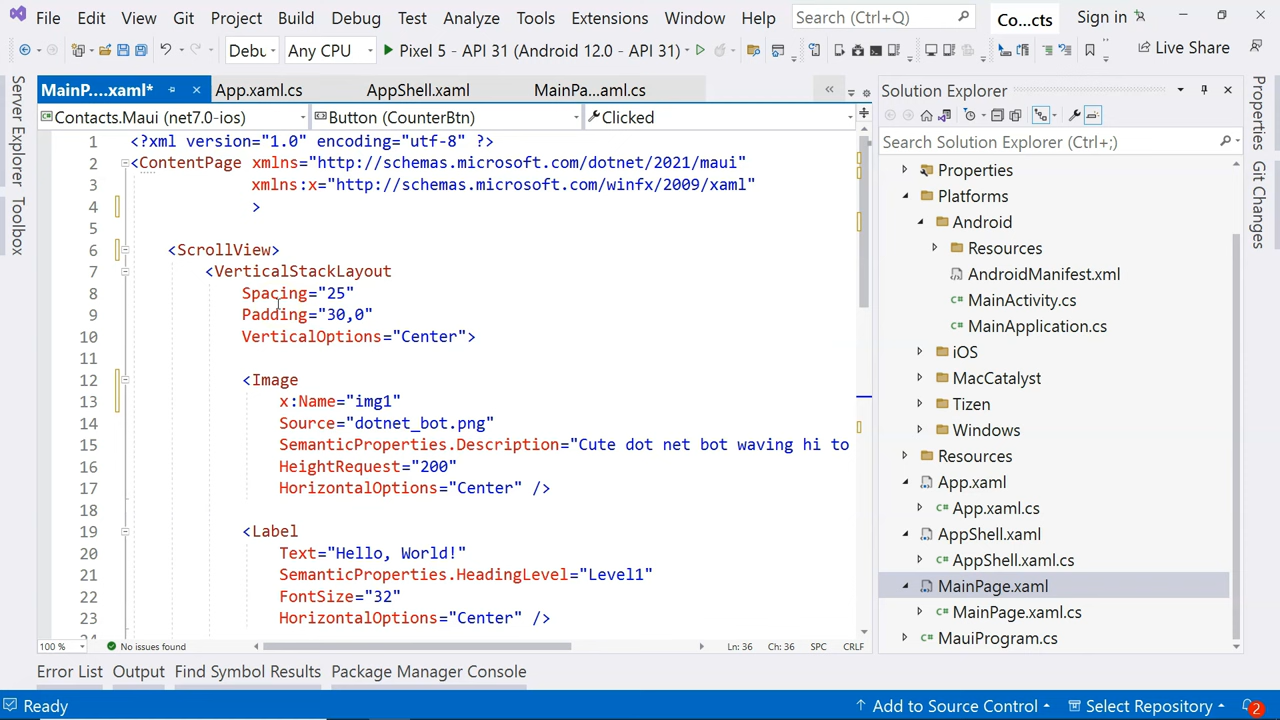 File Edit View Git Project Build Debug Test Analyze Tools Extensions Window Help Search (Ctrl+Q) Co...cts Sign in
Debu Any CPU Pixel 5 - API 31 (Android 12.0 - API 31) Live Share
MainP....xaml* App.xaml.cs AppShell.xaml MainPa...aml.cs
Contacts.Maui (net7.0-ios) Button (CounterBtn) Clicked
1 <?xml version="1.0" encoding="utf-8" ?>
2 <ContentPage xmlns="http://schemas.microsoft.com/dotnet/2021/maui"
3 xmlns:x="http://schemas.microsoft.com/winfx/2009/xaml"
4 >
5
6 <ScrollView>
7 <VerticalStackLayout
8 Spacing="25"
9 Padding="30,0"
10 VerticalOptions="Center">
11
12 <Image
13 x:Name="img1"
14 Source="dotnet_bot.png"
15 SemanticProperties.Description="Cute dot net bot waving hi to
16 HeightRequest="200"
17 HorizontalOptions="Center" />
18
19 <Label
20 Text="Hello, World!"
21 SemanticProperties.HeadingLevel="Level1"
22 FontSize="32"
23 HorizontalOptions="Center" />
100 % No issues found Ln: 36 Ch: 36 SPC CRLF
Error List Output Find Symbol Results Package Manager Console
Ready Add to Source Control Select Repository 2
Server Explorer
Toolbox
Solution Explorer
Search Solution Explorer (Ctrl+;)
Properties
Platforms
Android
Resources
AndroidManifest.xml
MainActivity.cs
MainApplication.cs
iOS
MacCatalyst
Tizen
Windows
Resources
App.xaml
App.xaml.cs
AppShell.xaml
AppShell.xaml.cs
MainPage.xaml
MainPage.xaml.cs
MauiProgram.cs
Properties
Git Changes